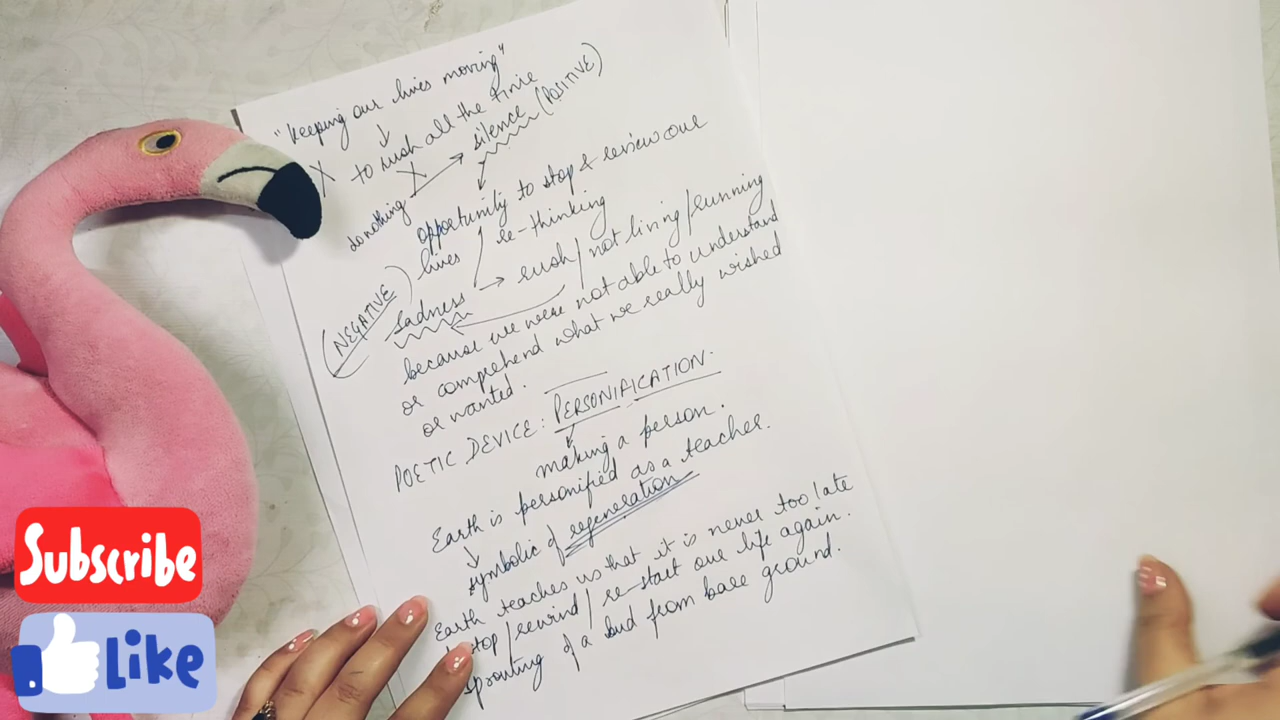 "Keeping our lives moving"
X to rush all the time
do nothing X silence (POSITIVE)
opportunity to stop & review our
lives re-thinking
(NEGATIVE) Sadness rush/not living/running
because we were not able to understand
or comprehend what we really wished
or wanted.
POETIC DEVICE: PERSONIFICATION.
making a person.
Earth is personified as a teacher.
symbolic of regeneration
Earth teaches us that it is never too late
stop/rewind/re-start our life again.
sprouting of a bud from bare ground.
Subscribe
Like